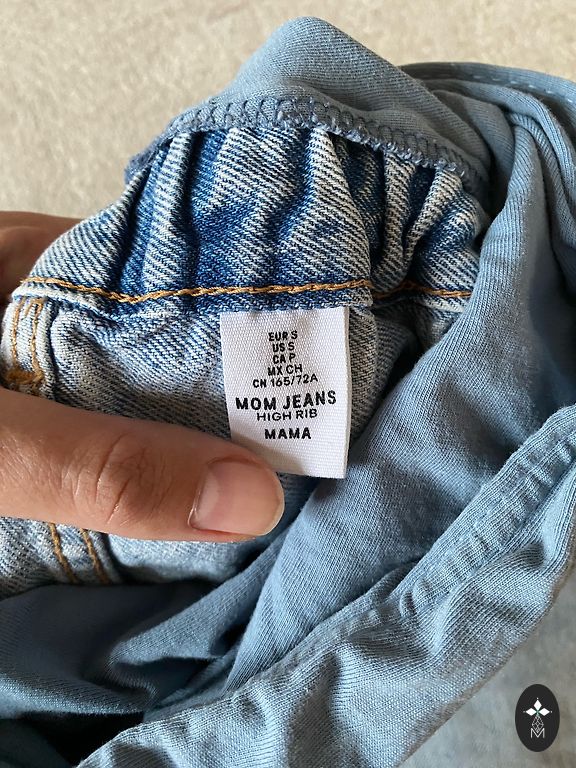 EUR S
US S
CA P
MX CH
CN 165/72A
MOM JEANS
HIGH RIB
MAMA
M